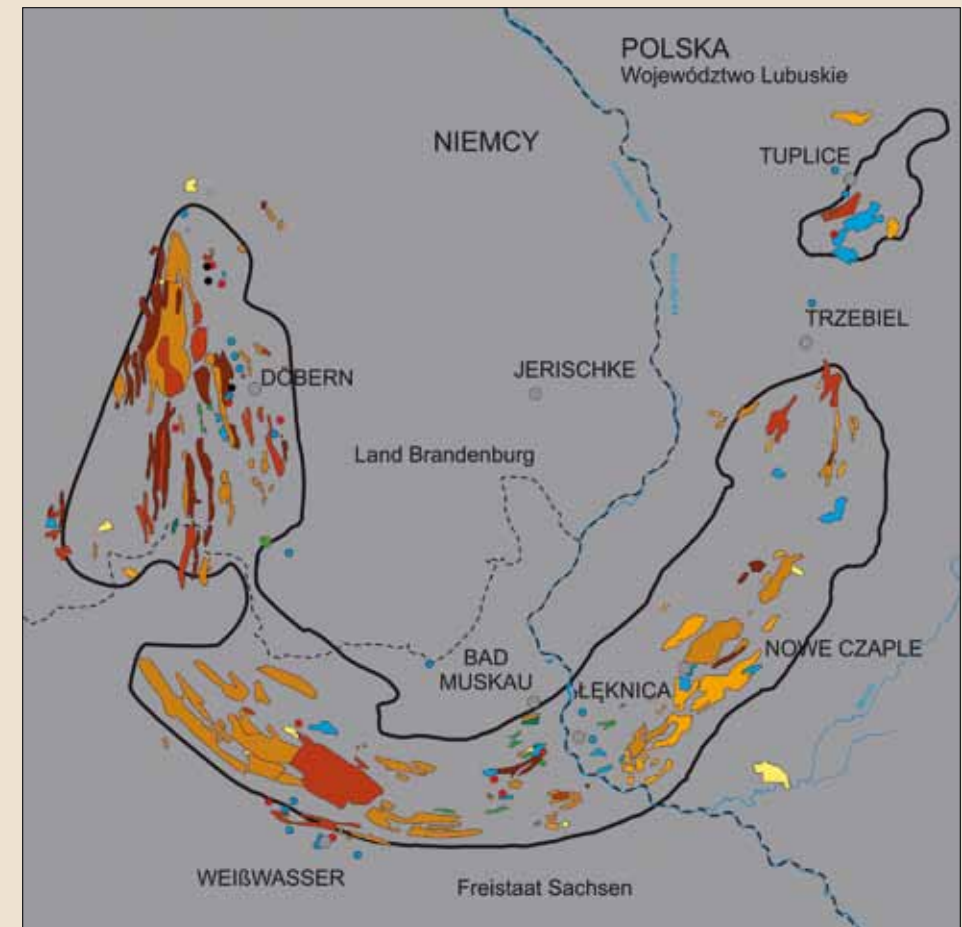 POLSKA
Województwo Lubuskie
NIEMCY
TUPLICE
TRZEBIEL
JERISCHKE
DÖBERN
Land Brandenburg
NOWE CZAPLE
BAD
MUSKAU
ŁĘKNICA
WEIßWASSER
Freistaat Sachsen